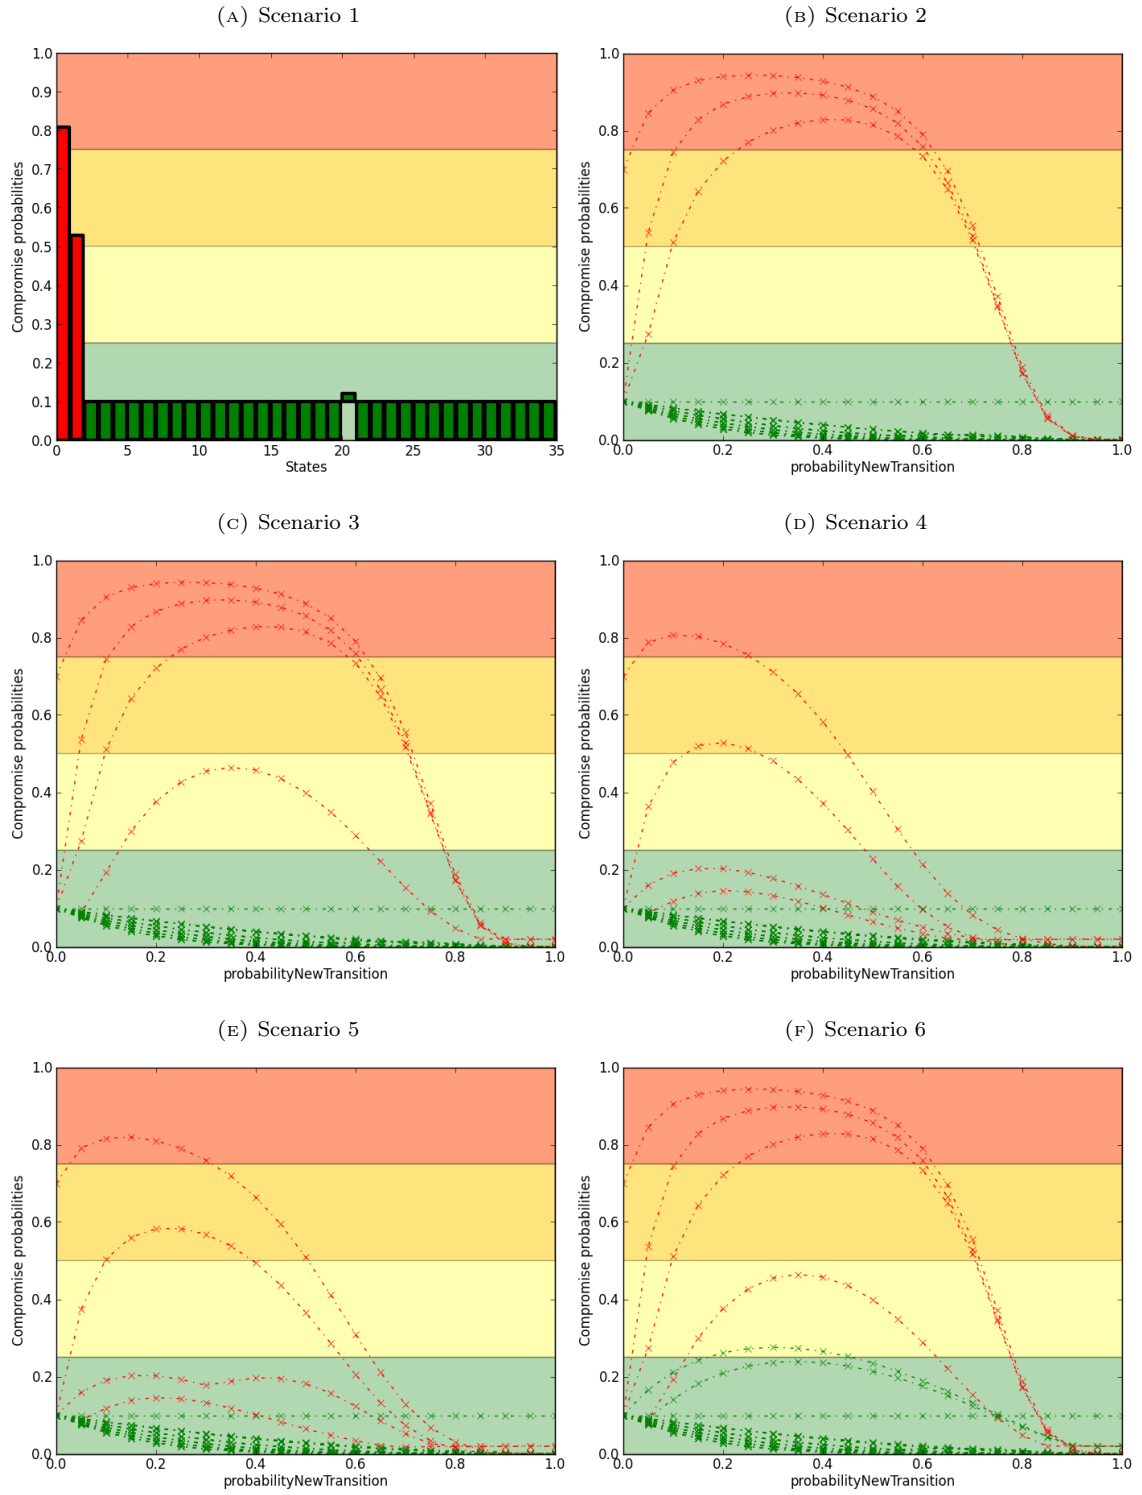 (A) Scenario 1
(B) Scenario 2
1.0
0.9
0.8
0.7
0.6
0.5
0.4
0.3
0.2
0.1
0.0
Compromise probabilities
0 5 10 15 20 25 30 35
States
1.0
0.8
0.6
0.4
0.2
0.0
Compromise probabilities
0.0 0.2 0.4 0.6 0.8 1.0
probabilityNewTransition
(C) Scenario 3
(D) Scenario 4
1.0
0.8
0.6
0.4
0.2
0.0
Compromise probabilities
0.0 0.2 0.4 0.6 0.8 1.0
probabilityNewTransition
1.0
0.8
0.6
0.4
0.2
0.0
Compromise probabilities
0.0 0.2 0.4 0.6 0.8 1.0
probabilityNewTransition
(E) Scenario 5
(F) Scenario 6
1.0
0.8
0.6
0.4
0.2
0.0
Compromise probabilities
0.0 0.2 0.4 0.6 0.8 1.0
probabilityNewTransition
1.0
0.8
0.6
0.4
0.2
0.0
Compromise probabilities
0.0 0.2 0.4 0.6 0.8 1.0
probabilityNewTransition